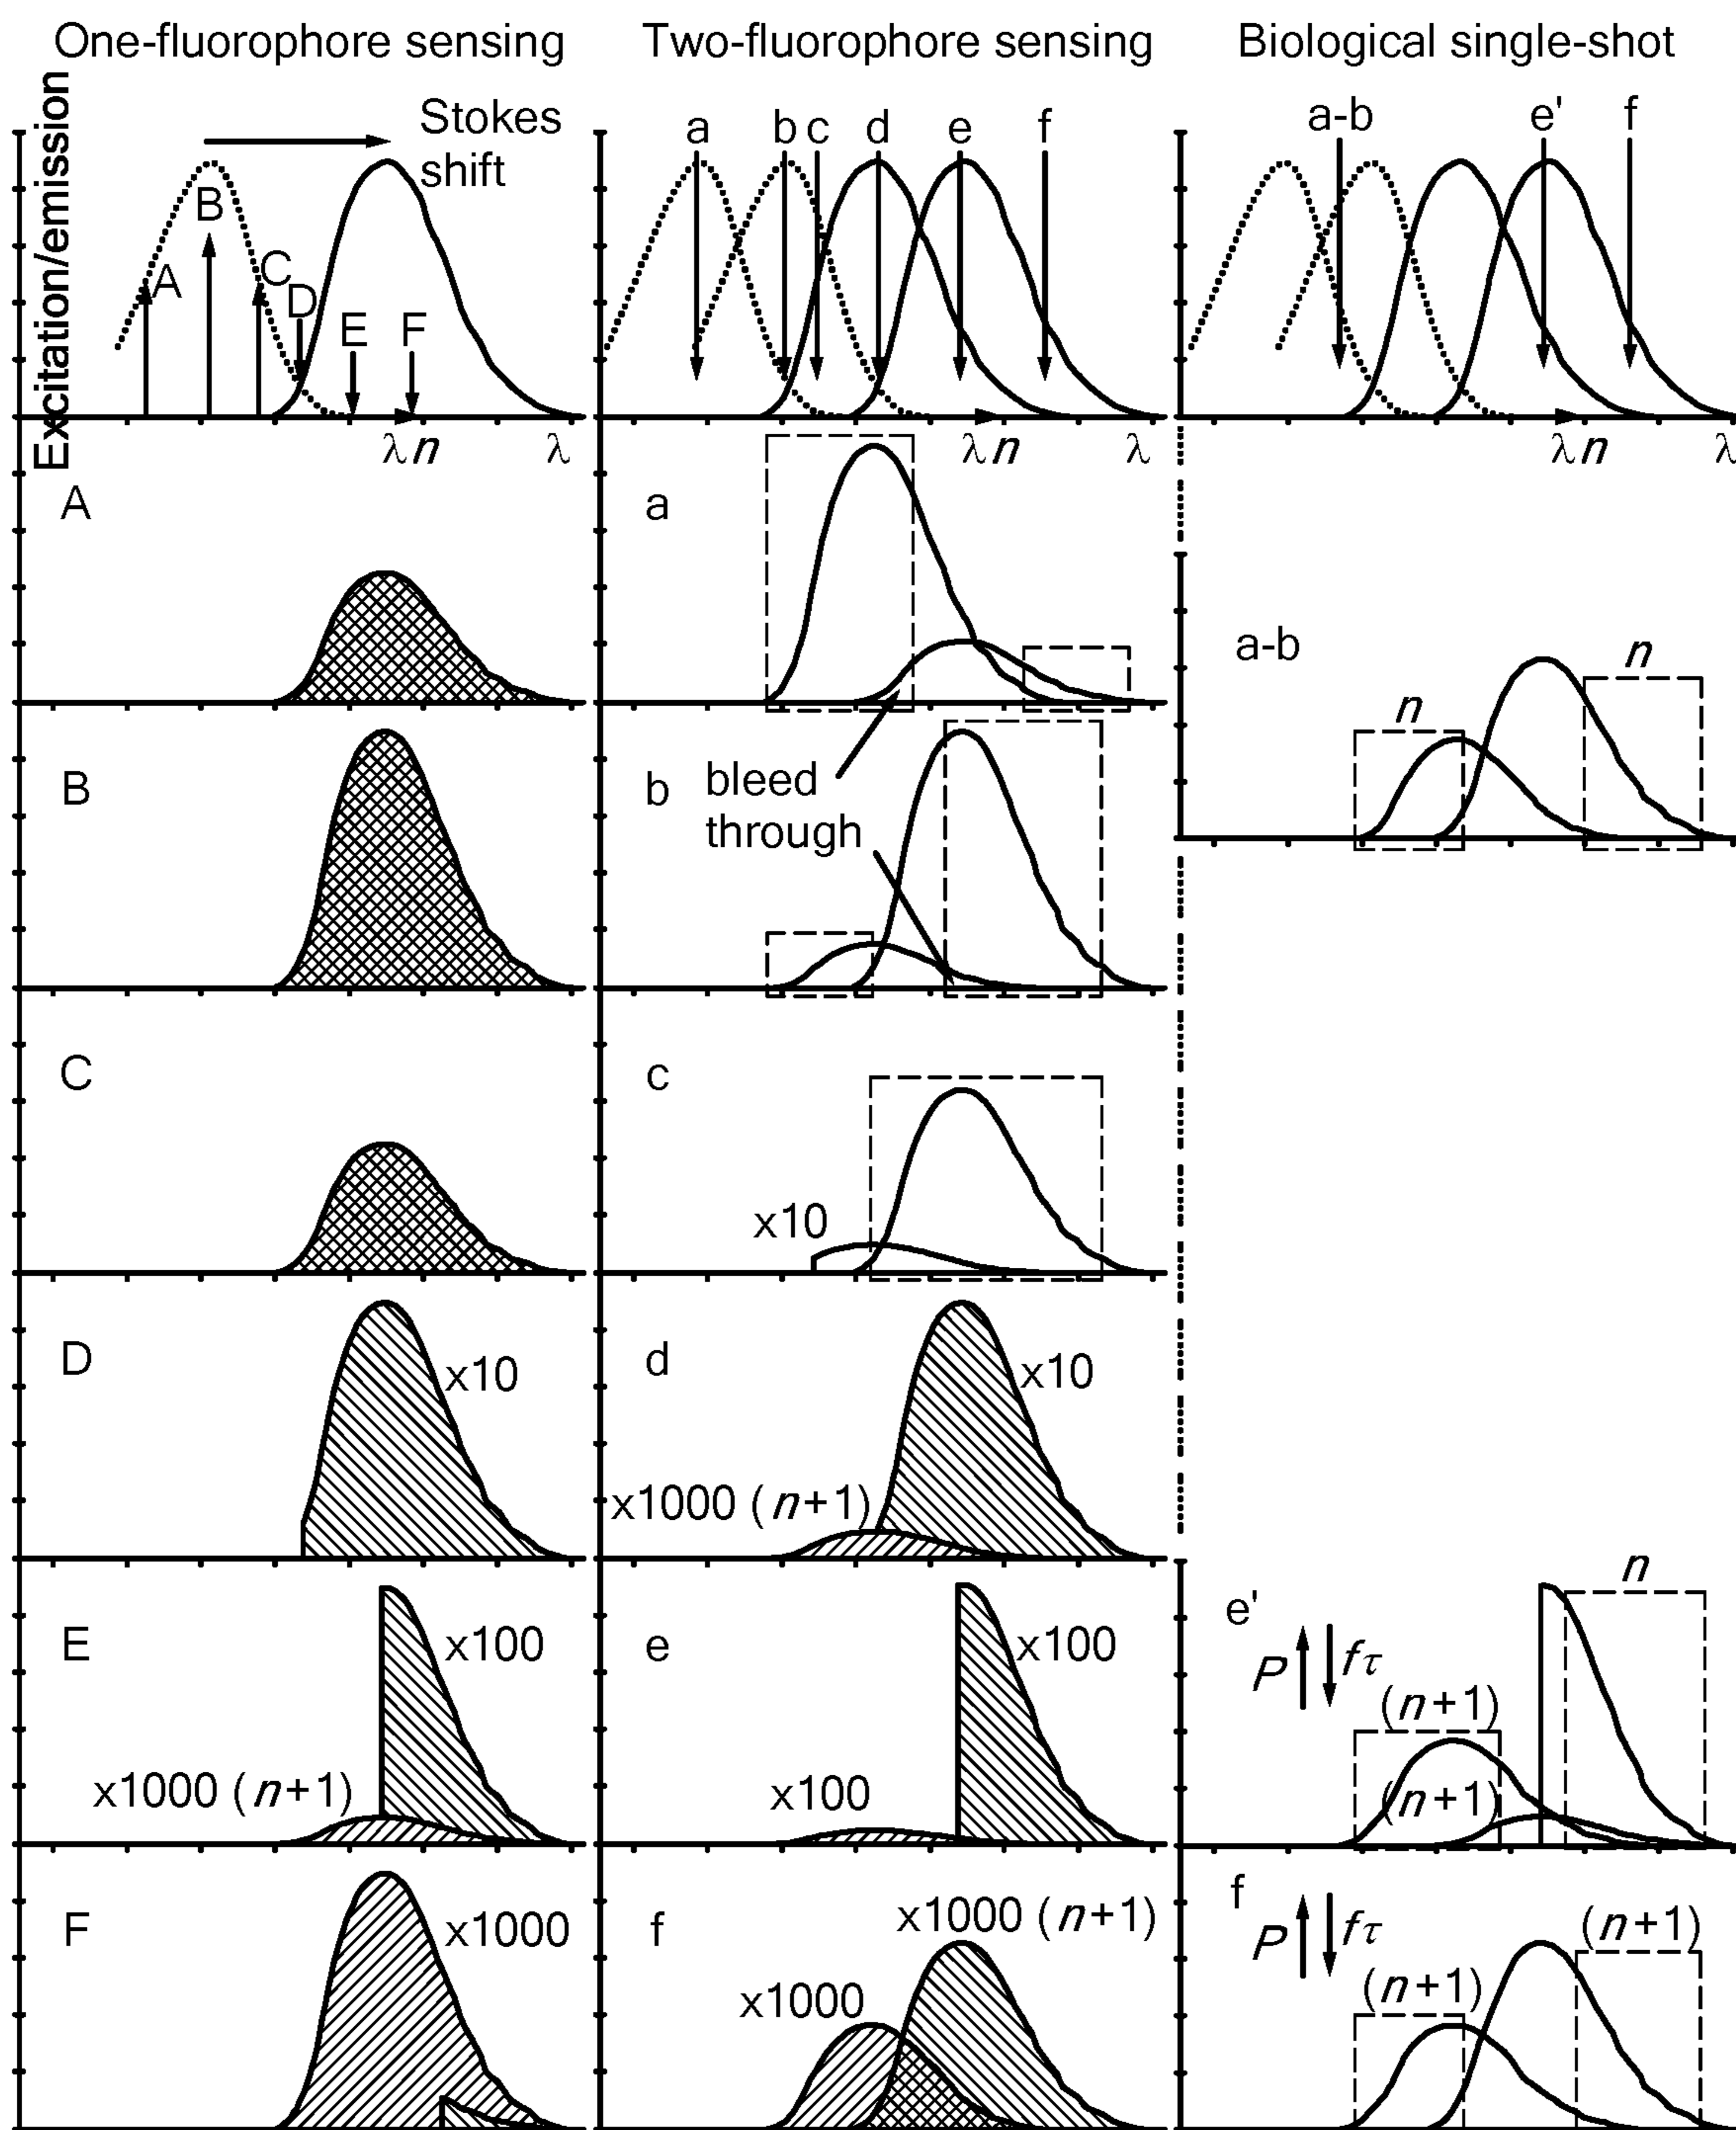 One-fluorophore sensing
Two-fluorophore sensing
Biological single-shot
Excitation/emission
Stokes
shift
A
B
C
D
E
F
λn
λ
a
b
c
d
e
f
λn
λ
a-b
e'
f
λn
λ
A
a
bleed
through
a-b
n
n
B
b
C
c
x10
D
x10
d
x10
x1000 (n+1)
E
x100
x1000 (n+1)
e
x100
x100
e'
P
fτ
n
(n+1)
(n+1)
F
x1000
f
x1000 (n+1)
x1000
f
P
fτ
(n+1)
(n+1)